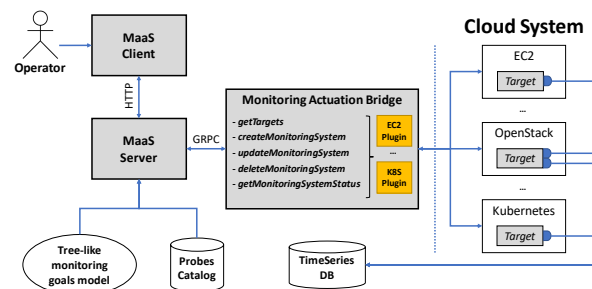 Cloud System
MaaS
Client
Operator
HTTP
MaaS
Server
GRPC
Monitoring Actuation Bridge
- getTargets
- createMonitoringSystem
- updateMonitoringSystem
- deleteMonitoringSystem
- getMonitoringSystemStatus
EC2
Plugin
...
K8S
Plugin
EC2
Target
...
OpenStack
Target
...
Kubernetes
Target
Tree-like
monitoring
goals model
Probes
Catalog
TimeSeries
DB